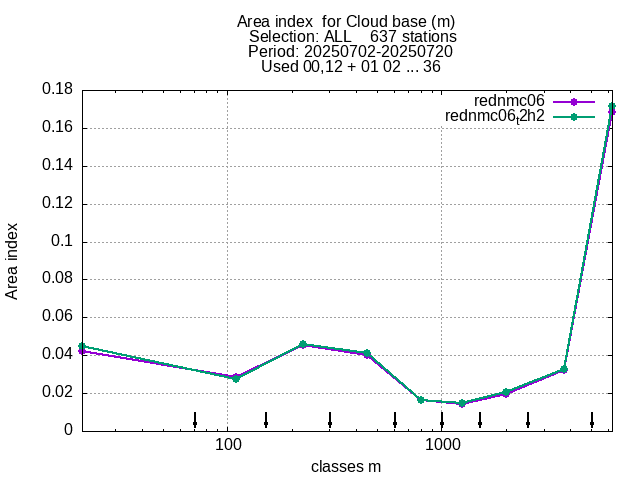 Area index  for Cloud base (m)
Selection: ALL    637 stations
Period: 20250702-20250720
Used 00,12 + 01 02 ... 36
rednmc06
rednmc06t2h2
0.18
0.16
0.14
0.12
0.1
0.08
0.06
0.04
0.02
0
Area index
100
1000
classes m